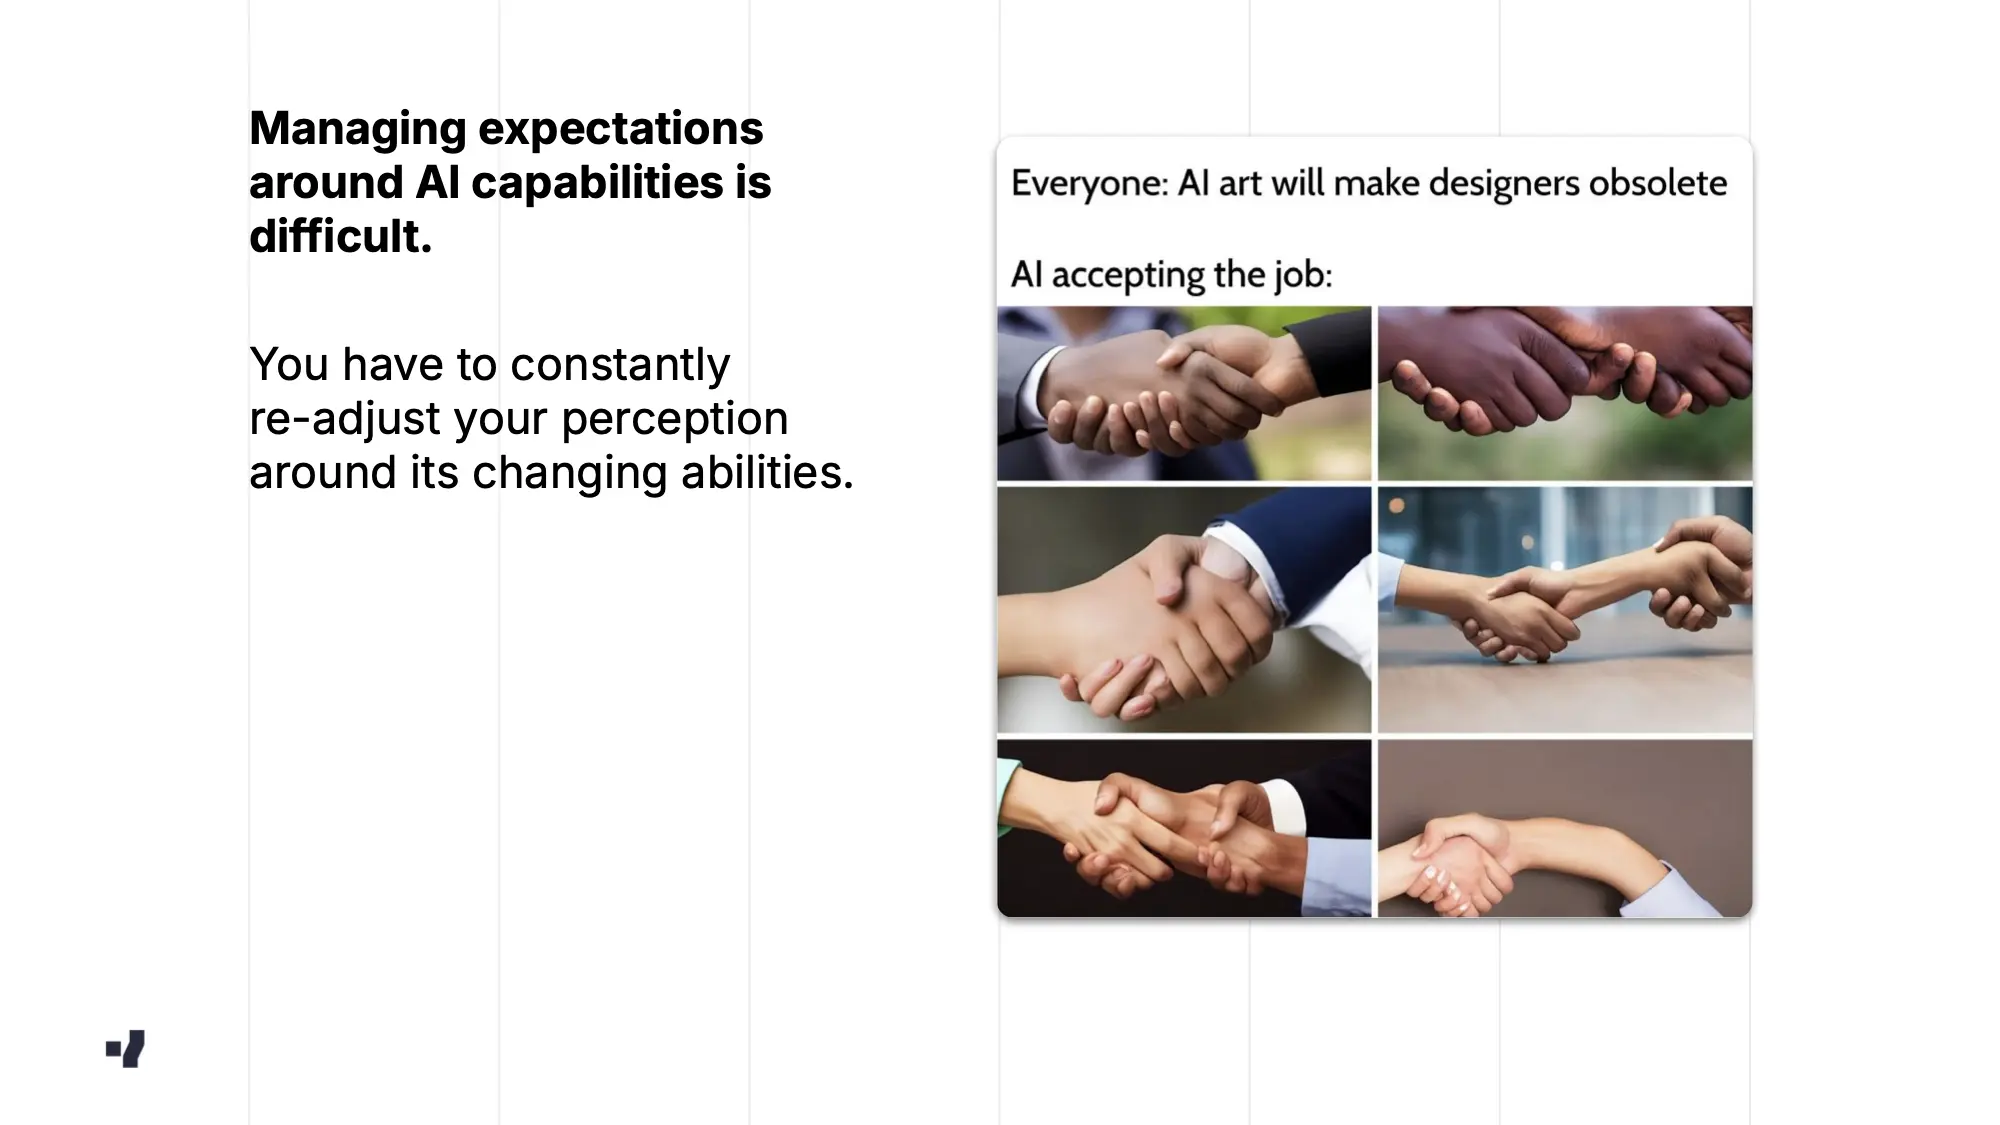 Managing expectations
around AI capabilities is
difficult.
You have to constantly
re-adjust your perception
around its changing abilities.
Everyone: AI art will make designers obsolete
AI accepting the job: